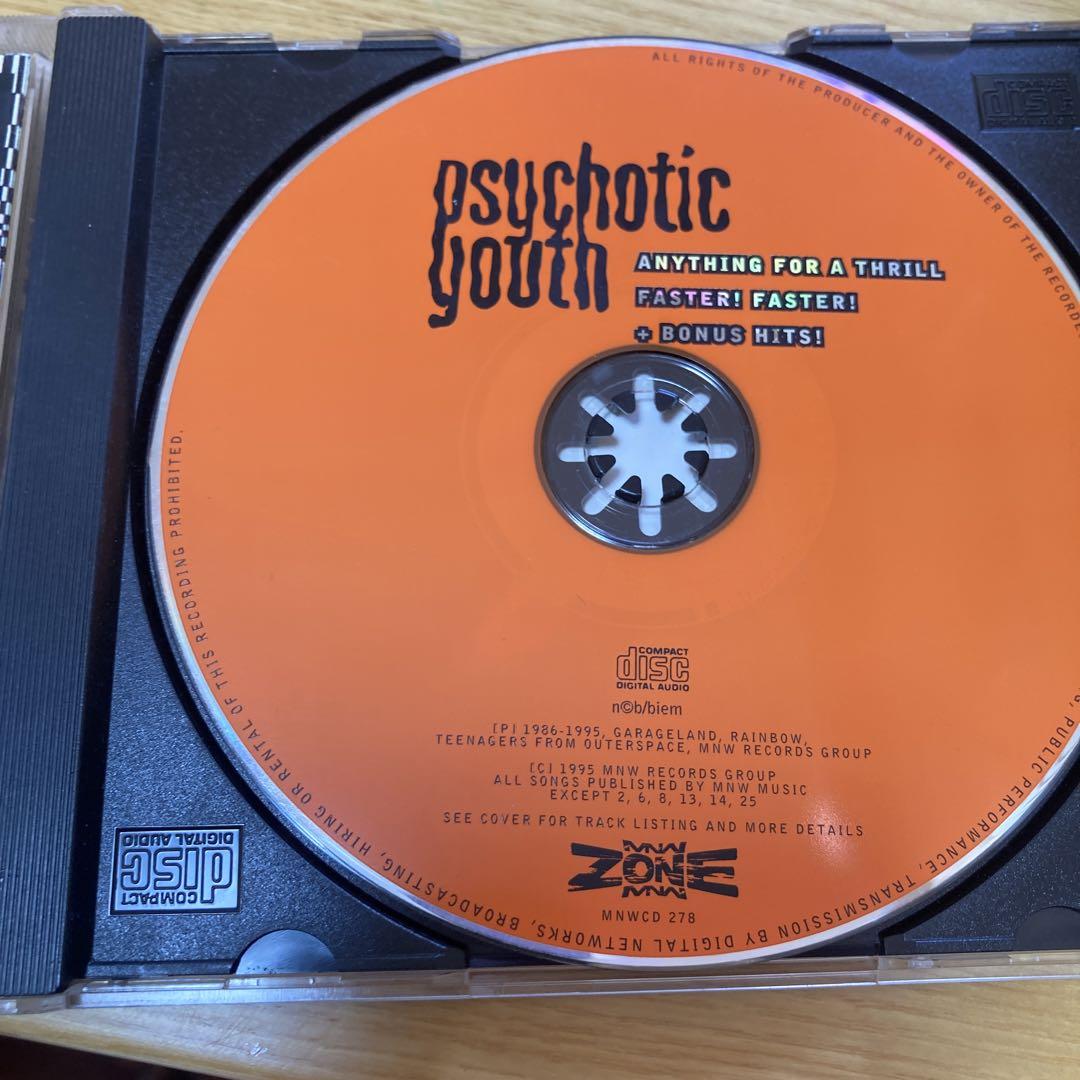 psychotic
youth
ANYTHING FOR A THRILL
FASTER! FASTER!
+ BONUS HITS!
COMPACT
disc
DIGITAL AUDIO
n©b/biem
[P] 1986-1995, GARAGELAND, RAINBOW,
TEENAGERS FROM OUTERSPACE, MNW RECORDS GROUP
[C] 1995 MNW RECORDS GROUP
ALL SONGS PUBLISHED BY MNW MUSIC
EXCEPT 2, 6, 8, 13, 14, 25
SEE COVER FOR TRACK LISTING AND MORE DETAILS
MNW
ZONE
MNW
MNWCD 278
ALL RIGHTS OF THE PRODUCER AND THE OWNER OF THE
PUBLIC PERFORMANCE, TRANSMISSION BY DIGITAL NETWORKS, BROADCASTING, HIRING OR RENTAL OF THIS RECORDING PROHIBITED.
COMPACT
disc
DIGITAL AUDIO
disc